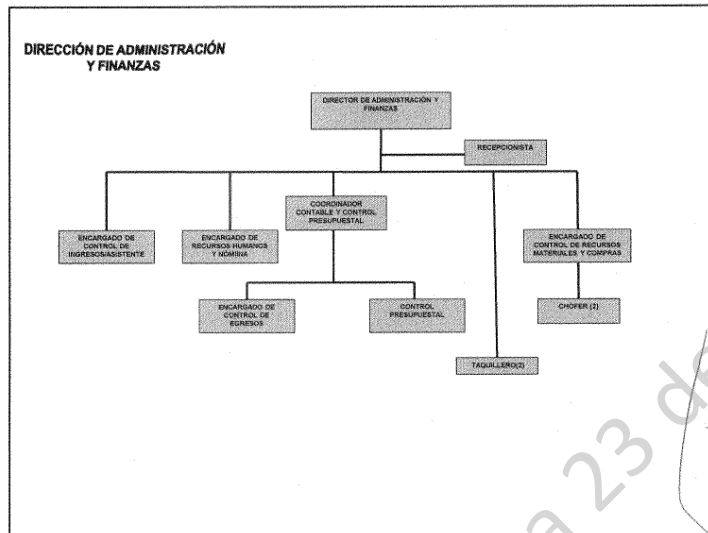 DIRECCIÓN DE ADMINISTRACIÓN
Y FINANZAS
DIRECTOR DE ADMINISTRACIÓN Y
FINANZAS
RECEPCIONISTA
COORDINADOR
CONTABLE Y CONTROL
PRESUPUESTAL
ENCARGADO DE
CONTROL DE
INGRESOS/ASISTENTE
ENCARGADO DE
RECURSOS HUMANOS
Y NOMINA
ENCARGADO DE
CONTROL DE RECURSOS
MATERIALES Y COMPRAS
ENCARGADO DE
CONTROL DE
EGRESOS
CONTROL
PRESUPUESTAL
CHOFER (2)
TAQUILLERO(2)
a 23 de